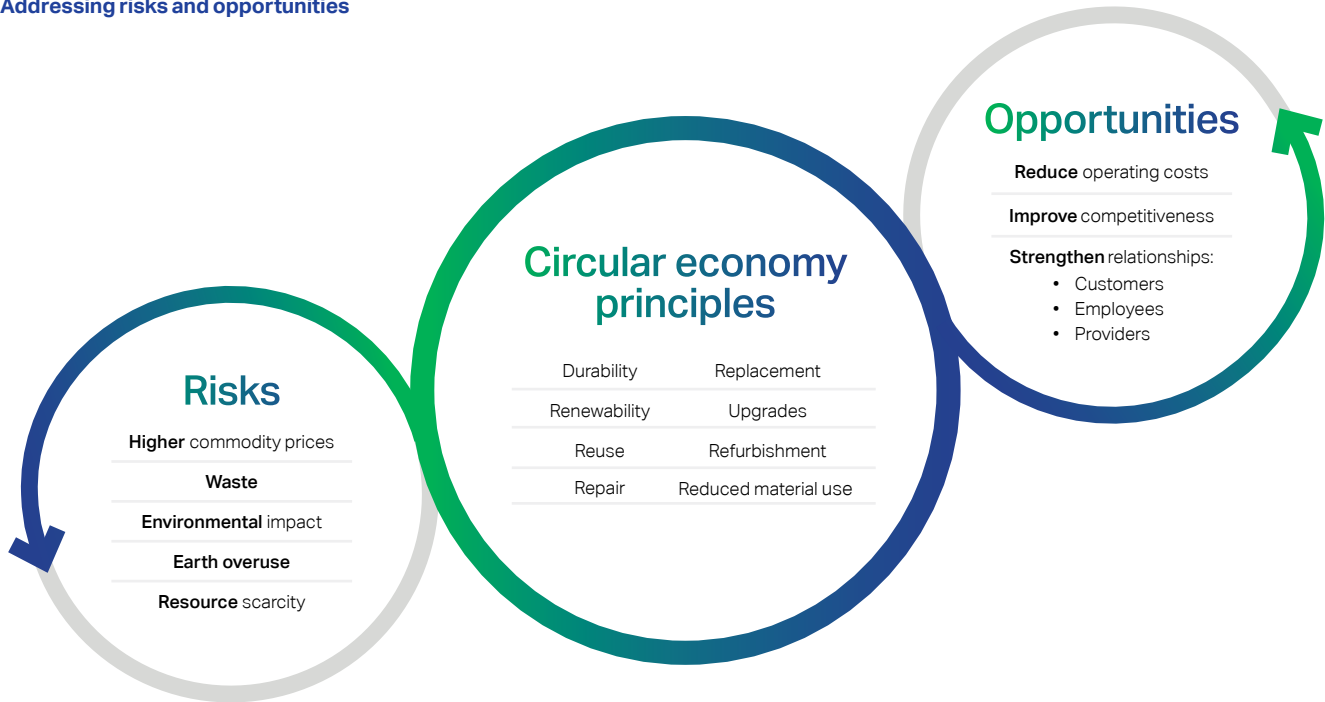 Addressing risks and opportunities
Risks
Higher commodity prices
Waste
Environmental impact
Earth overuse
Resource scarcity
Circular economy
principles
Durability
Replacement
Renewability
Upgrades
Reuse
Refurbishment
Repair
Reduced material use
Opportunities
Reduce operating costs
Improve competitiveness
Strengthen relationships:
• Customers
• Employees
• Providers